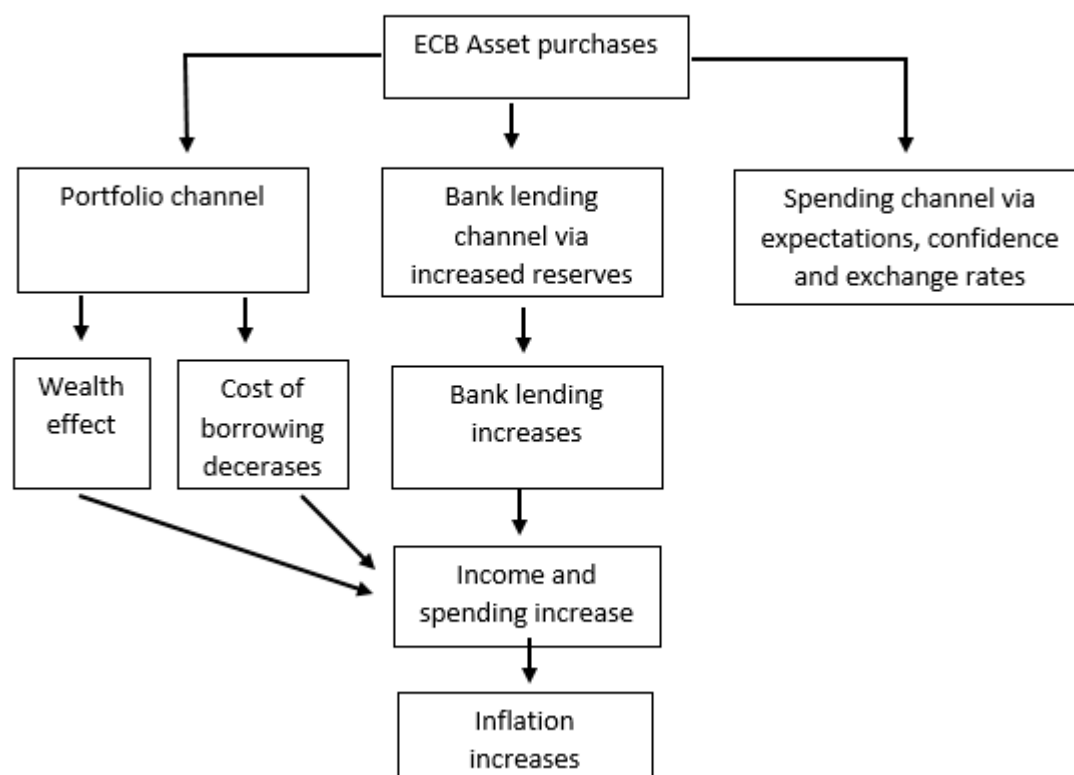 ECB Asset purchases
Portfolio channel
Bank lending
channel via
increased reserves
Spending channel via
expectations, confidence
and exchange rates
Wealth
effect
Cost of
borrowing
decerases
Bank lending
increases
Income and
spending increase
Inflation
increases